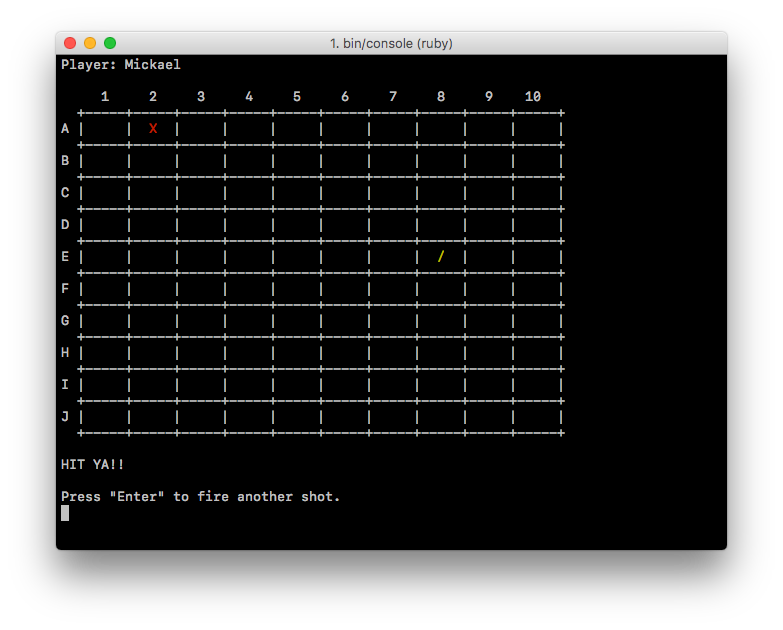 1. bin/console (ruby)
Player: Mickael
1 2 3 4 5 6 7 8 9 10
A X
B
C
D
E /
F
G
H
I
J
HIT YA!!
Press "Enter" to fire another shot.